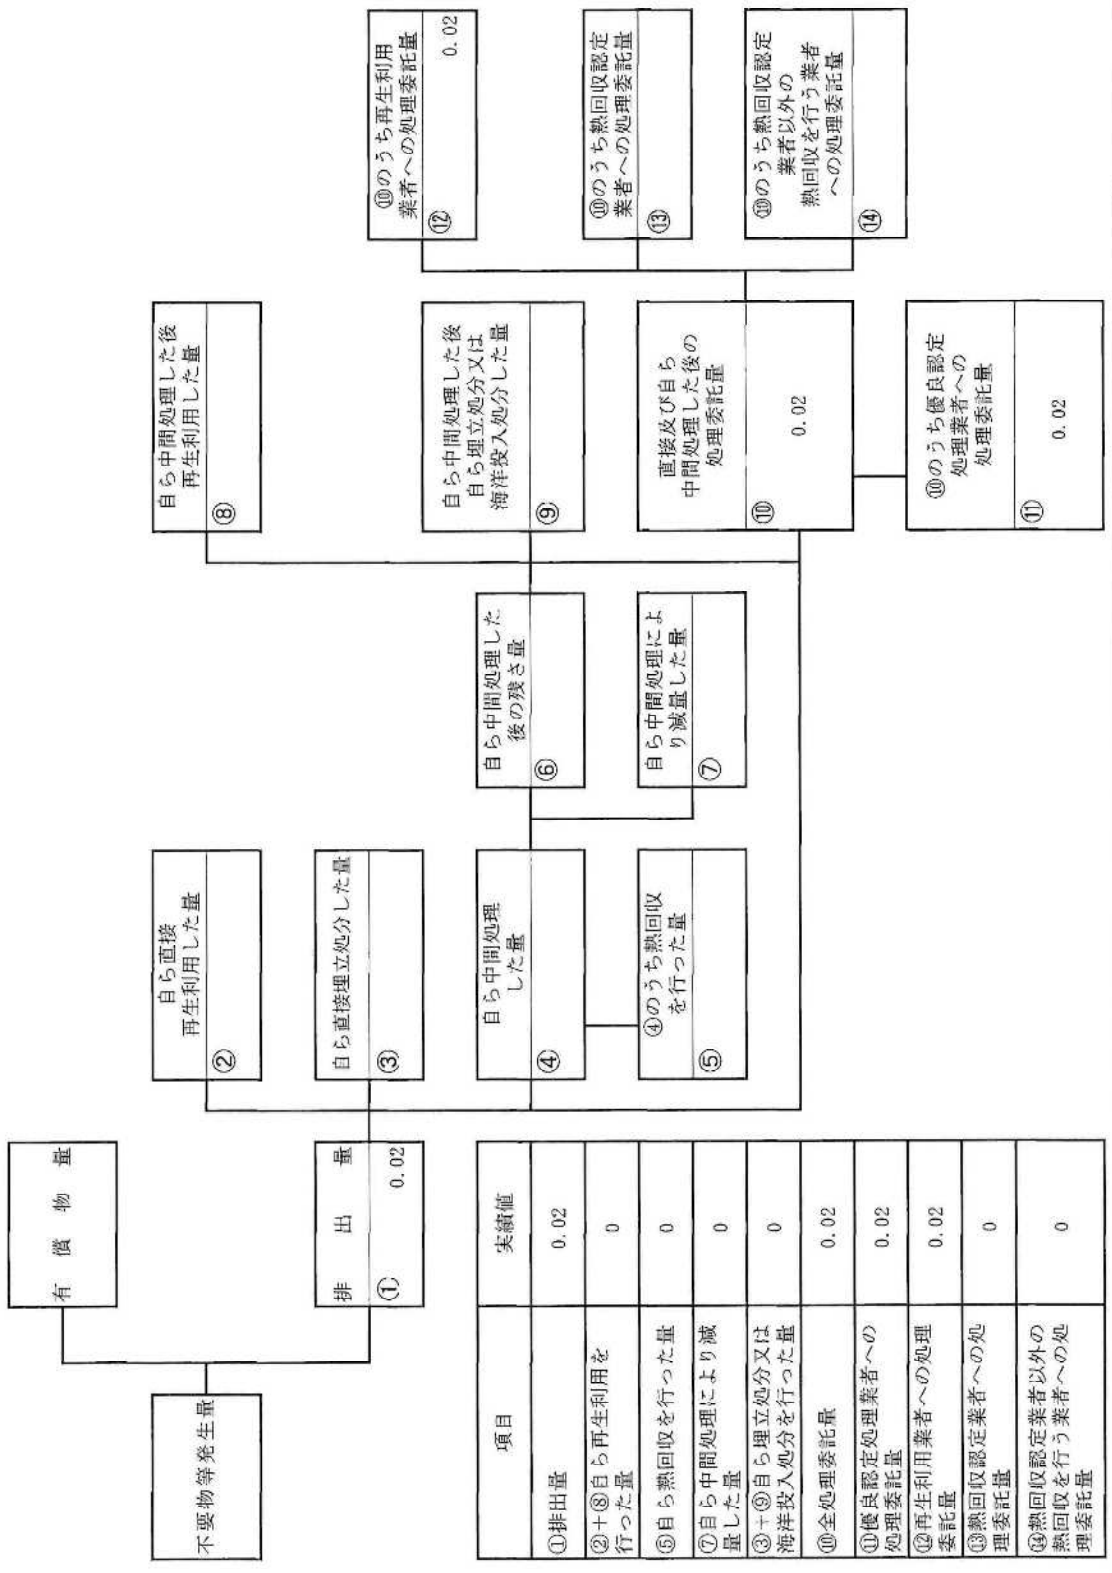 不要物等発生量
有償物量
排出量
① 0.02
自ら直接
再生利用した量
②
自ら直接埋立処分した量
③
自ら中間処理
した量
④
④のうち熱回収
を行った量
⑤
自ら中間処理した
後の残さ量
⑥
自ら中間処理によ
り減量した量
⑦
自ら中間処理した後
再生利用した量
⑧
自ら中間処理した後
自ら埋立処分又は
海洋投入処分した量
⑨
直接及び自ら
中間処理した後の
処理委託量
⑩ 0.02
⑩のうち優良認定
処理業者への
処理委託量
⑪ 0.02
⑩のうち再生利用
業者への処理委託量
⑫ 0.02
⑩のうち熱回収認定
業者への処理委託量
⑬
⑩のうち熱回収認定
業者以外の
熱回収を行う業者
への処理委託量
⑭
項目 実績値
①排出量 0.02
②+⑧自ら再生利用を
行った量 0
⑤自ら熱回収を行った量 0
⑦自ら中間処理により減
量した量 0
③+⑨自ら埋立処分又は
海洋投入処分を行った量 0
⑩全処理委託量 0.02
⑪優良認定処理業者への
処理委託量 0.02
⑫再生利用業者への処理
委託量 0.02
⑬熱回収認定業者への処
理委託量 0
⑭熱回収認定業者以外の
熱回収を行う業者への処
理委託量 0